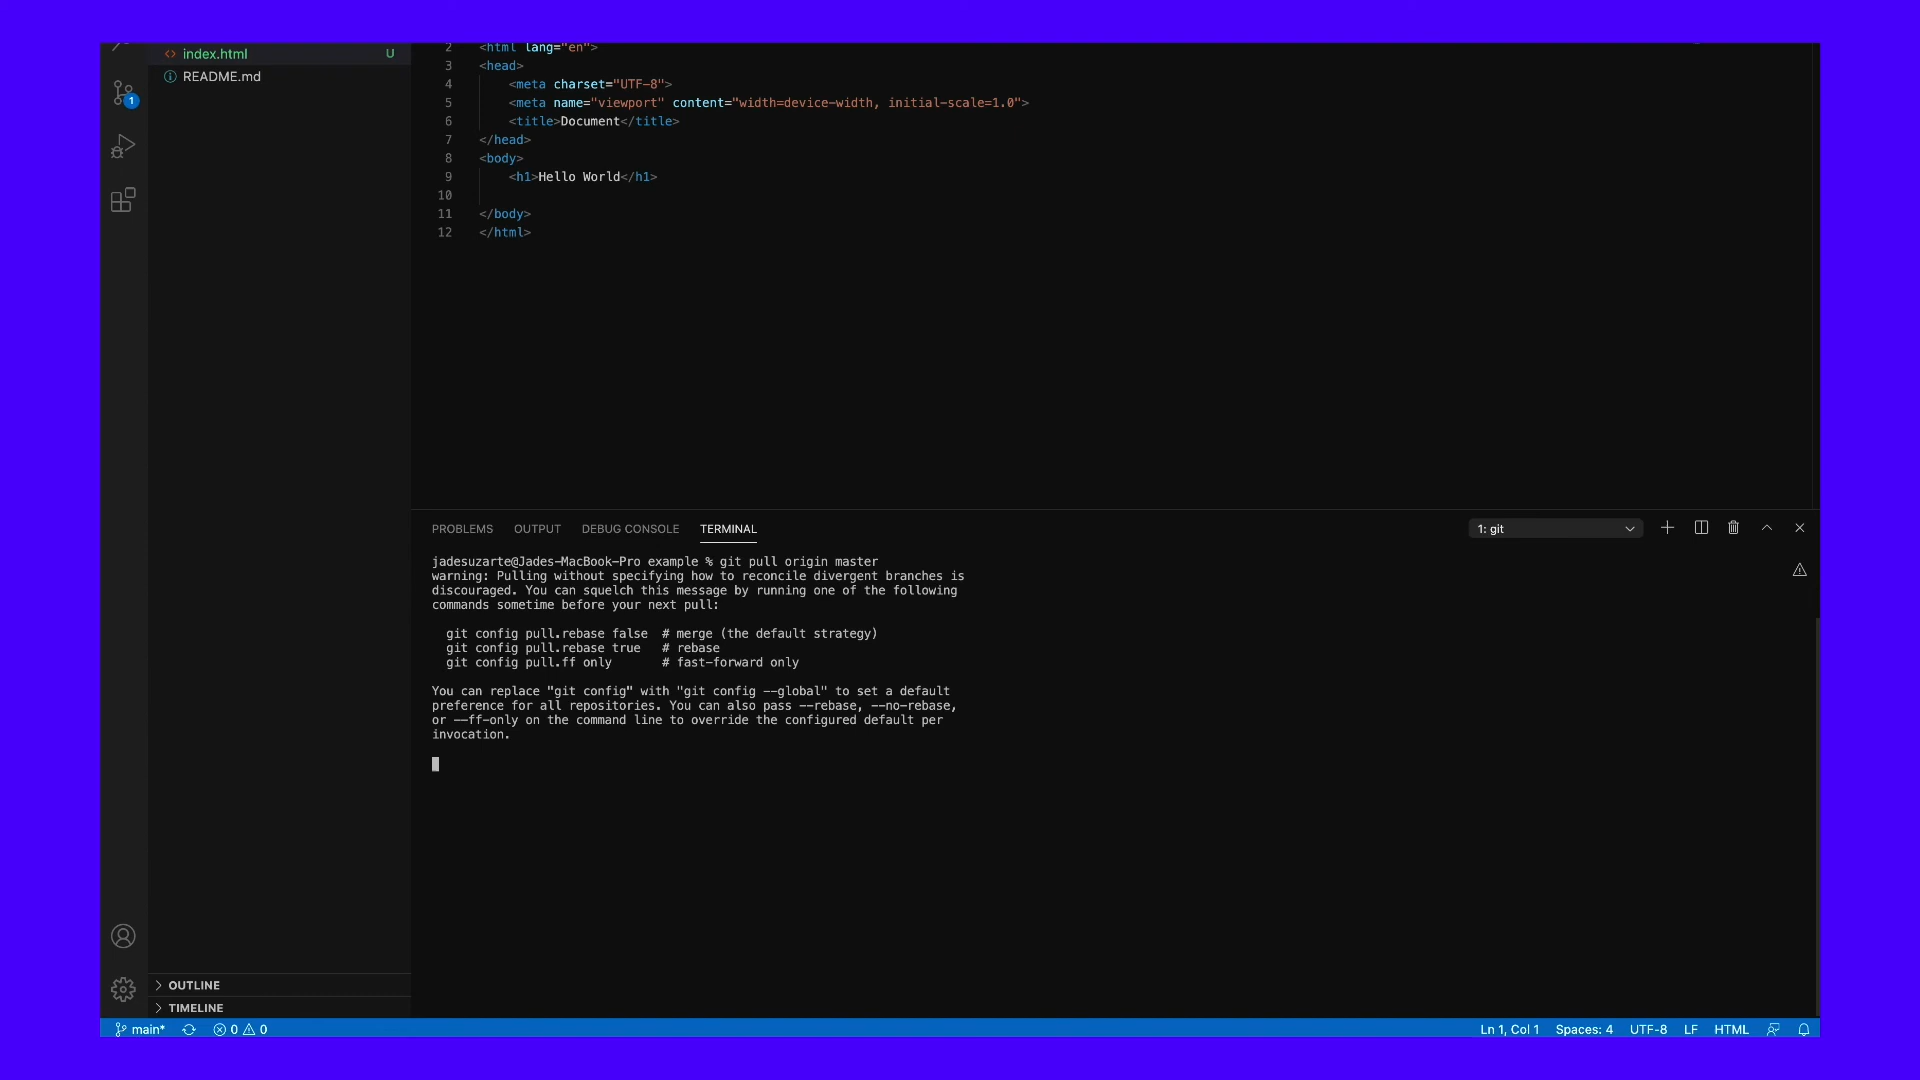 index.html U
README.md
1
2 <html lang="en">
3 <head>
4 <meta charset="UTF-8">
5 <meta name="viewport" content="width=device-width, initial-scale=1.0">
6 <title>Document</title>
7 </head>
8 <body>
9 <h1>Hello World</h1>
10
11 </body>
12 </html>
PROBLEMS OUTPUT DEBUG CONSOLE TERMINAL 1: git
jadesuzarte@Jades-MacBook-Pro example % git pull origin master
warning: Pulling without specifying how to reconcile divergent branches is
discouraged. You can squelch this message by running one of the following
commands sometime before your next pull:
git config pull.rebase false # merge (the default strategy)
git config pull.rebase true # rebase
git config pull.ff only # fast-forward only
You can replace "git config" with "git config --global" to set a default
preference for all repositories. You can also pass --rebase, --no-rebase,
or --ff-only on the command line to override the configured default per
invocation.
OUTLINE
TIMELINE
main* 0 0 Ln 1, Col 1 Spaces: 4 UTF-8 LF HTML